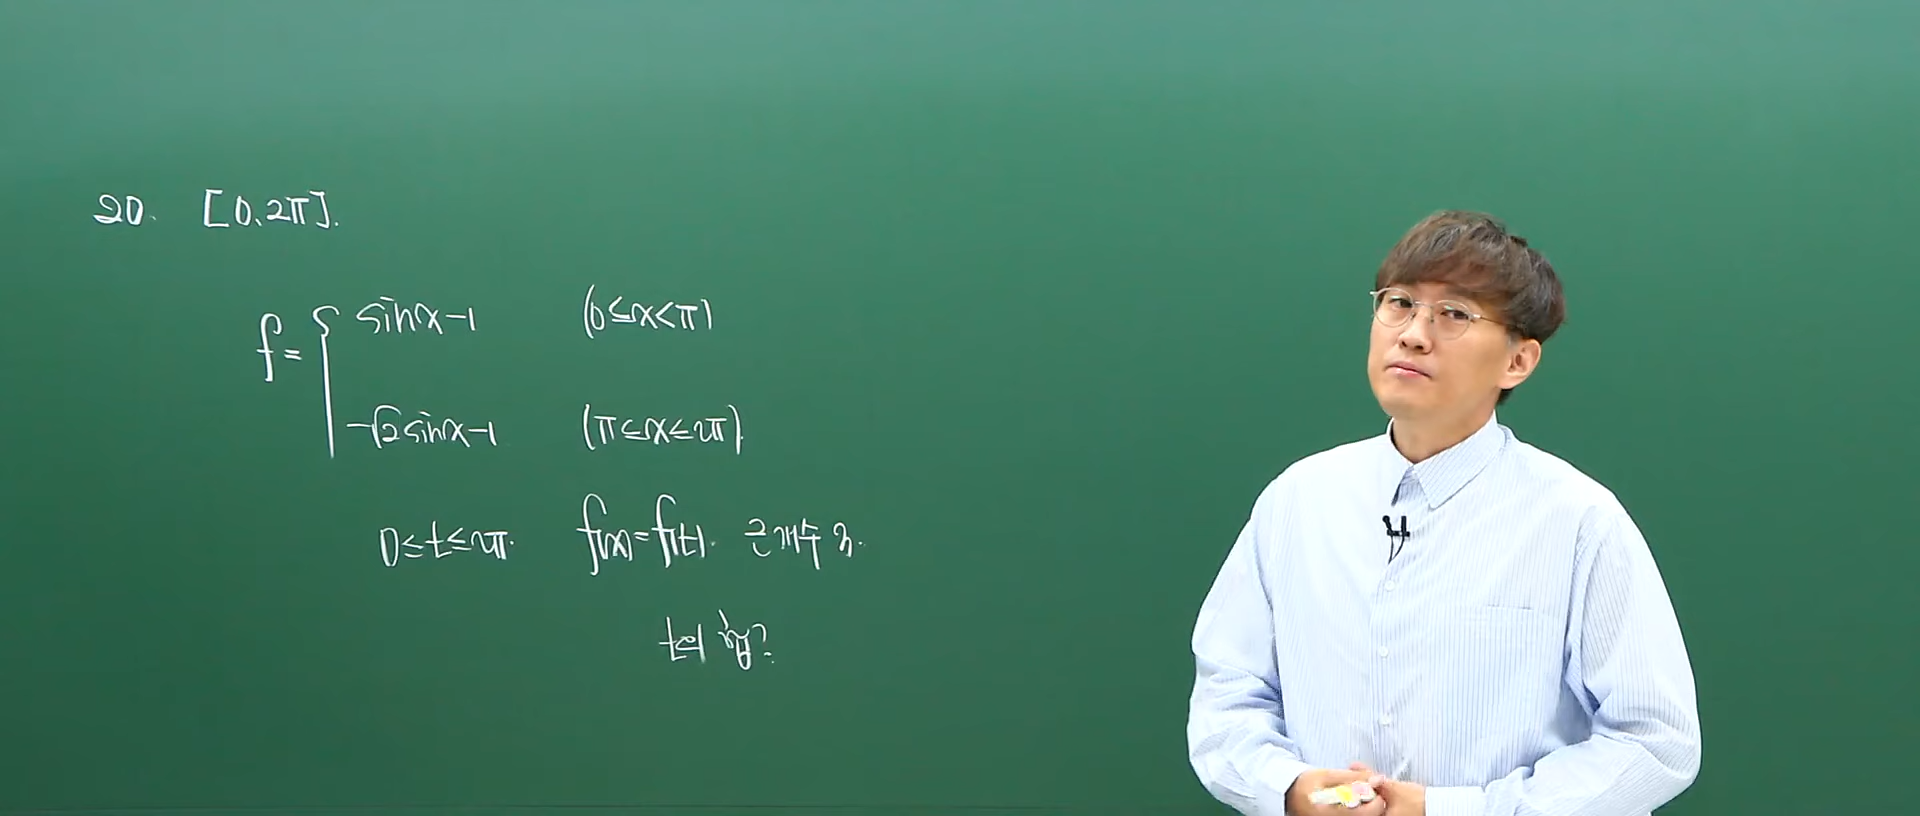 20. [0, 2π].
f = { sinx-1 (0≤x<π)
-√2 sinx-1 (π≤x≤2π).
0≤t≤2π. f(x)=f(t). 근 개수 3.
t의 합?